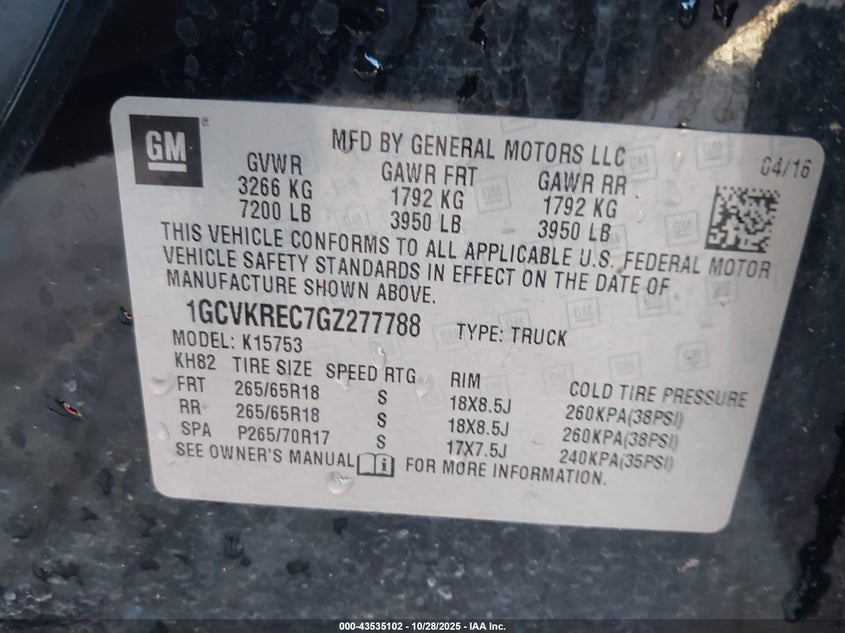 GM
MFD BY GENERAL MOTORS LLC
04/16
GVWR GAWR FRT GAWR RR
3266 KG 1792 KG 1792 KG
7200 LB 3950 LB 3950 LB
THIS VEHICLE CONFORMS TO ALL APPLICABLE U.S. FEDERAL MOTOR
VEHICLE SAFETY STANDARDS IN EFFECT ON THE DATE OF
MANUFACTURE SHOWN ABOVE.
1GCVKREC7GZ277788 TYPE: TRUCK
MODEL: K15753
KH82 TIRE SIZE SPEED RTG RIM COLD TIRE PRESSURE
FRT 265/65R18 S 18X8.5J 260KPA(38PSI)
RR 265/65R18 S 18X8.5J 260KPA(38PSI)
SPA P265/70R17 S 17X7.5J 240KPA(35PSI)
SEE OWNER'S MANUAL i FOR MORE INFORMATION.
000-43535102 - 10/28/2025 - IAA Inc.